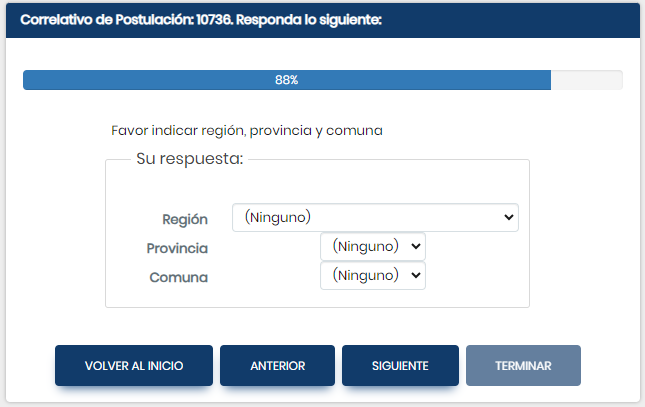 Correlativo de Postulación: 10736. Responda lo siguiente:
88%
Favor indicar región, provincia y comuna
Su respuesta:
Región (Ninguno)
Provincia (Ninguno)
Comuna (Ninguno)
VOLVER AL INICIO ANTERIOR SIGUIENTE TERMINAR